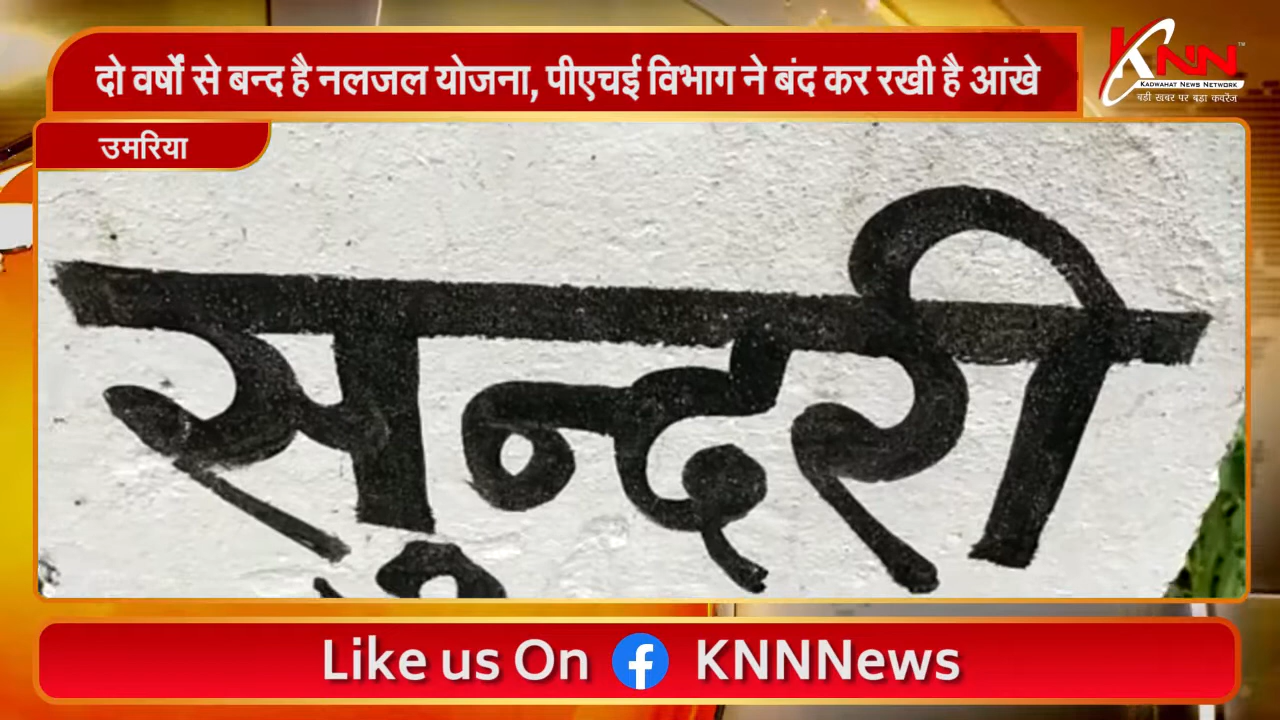 दो वर्षों से बन्द है नलजल योजना, पीएचई विभाग ने बंद कर रखी है आंखे
KNN™
KADWAHAT NEWS NETWORK
बड़ी खबर पर बड़ा कवरेज
उमरिया
सुन्दरी
Like us On KNNNews